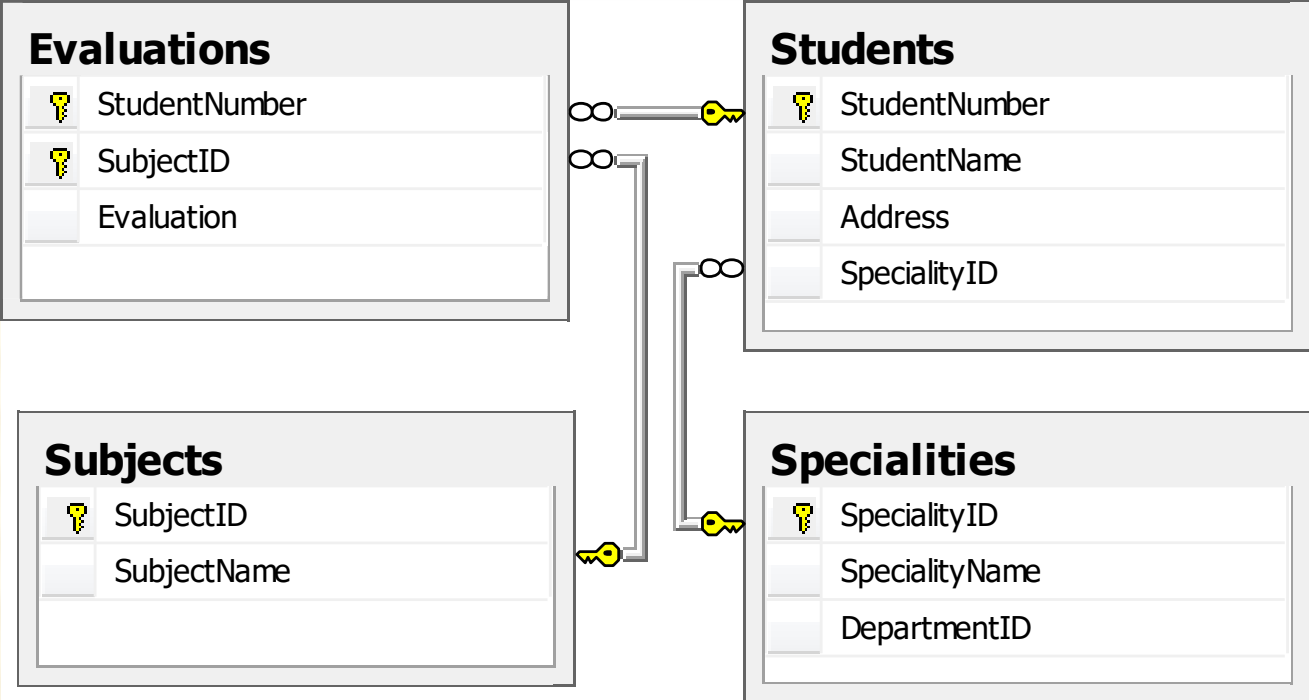 Evaluations
StudentNumber
SubjectID
Evaluation
Students
StudentNumber
StudentName
Address
SpecialityID
Subjects
SubjectID
SubjectName
Specialities
SpecialityID
SpecialityName
DepartmentID